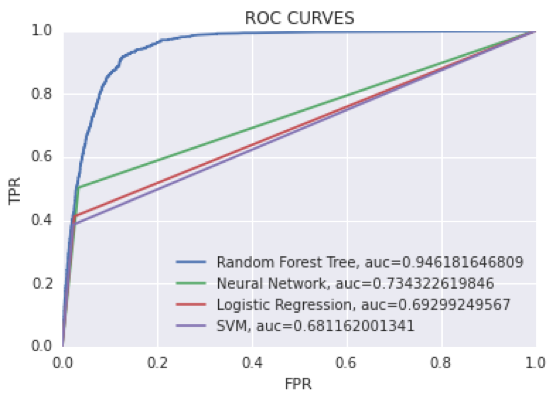 ROC CURVES
1.0
0.8
0.6
0.4
0.2
0.0
TPR
Random Forest Tree, auc=0.946181646809
Neural Network, auc=0.734322619846
Logistic Regression, auc=0.69299249567
SVM, auc=0.681162001341
0.0 0.2 0.4 0.6 0.8 1.0
FPR